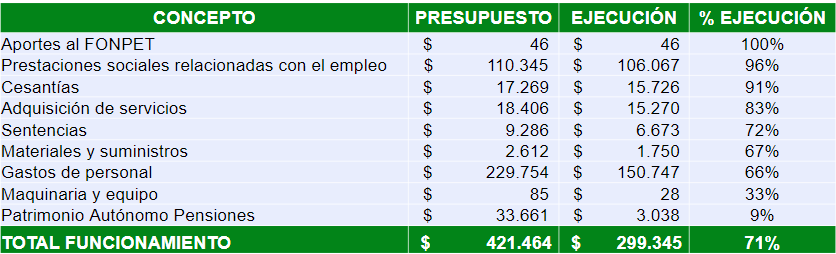 CONCEPTO PRESUPUESTO EJECUCIÓN % EJECUCIÓN
Aportes al FONPET $ 46 $ 46 100%
Prestaciones sociales relacionadas con el empleo $ 110.345 $ 106.067 96%
Cesantías $ 17.269 $ 15.726 91%
Adquisición de servicios $ 18.406 $ 15.270 83%
Sentencias $ 9.286 $ 6.673 72%
Materiales y suministros $ 2.612 $ 1.750 67%
Gastos de personal $ 229.754 $ 150.747 66%
Maquinaria y equipo $ 85 $ 28 33%
Patrimonio Autónomo Pensiones $ 33.661 $ 3.038 9%
TOTAL FUNCIONAMIENTO $ 421.464 $ 299.345 71%